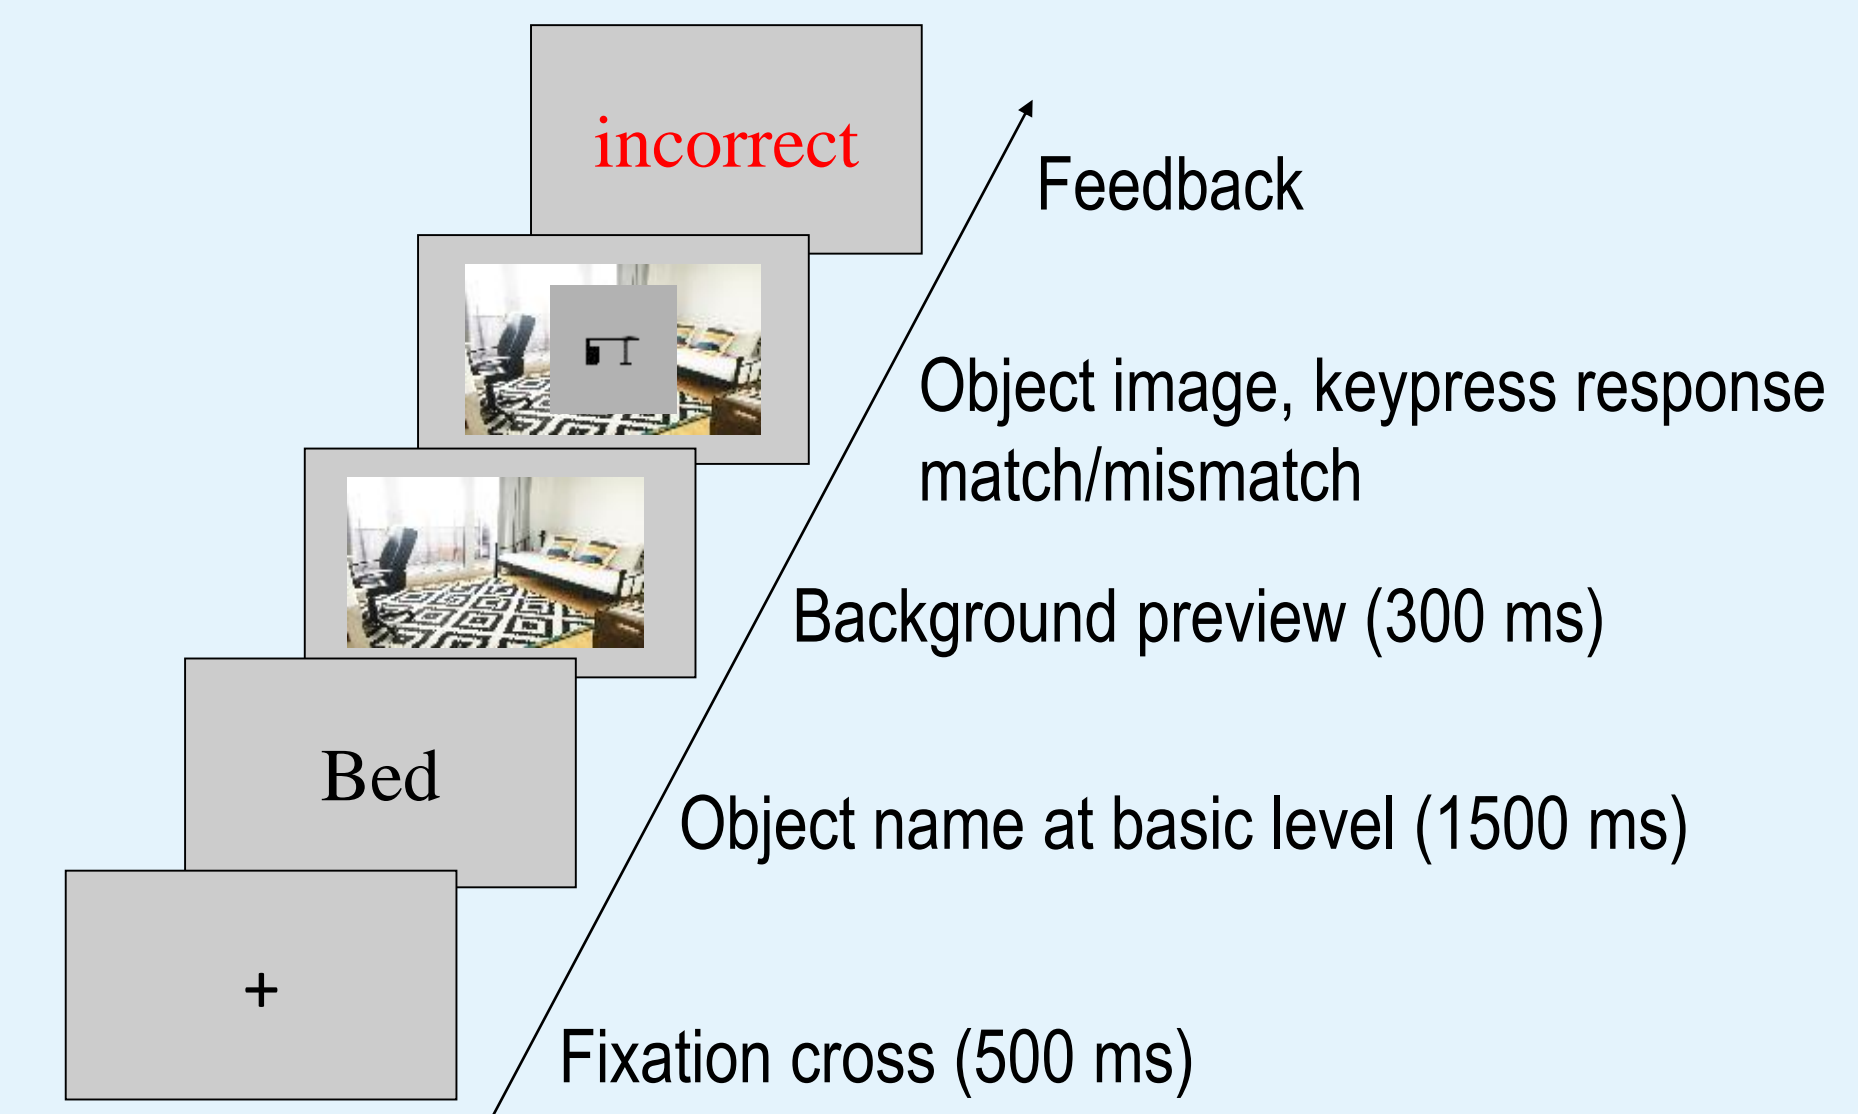 incorrect
Feedback
Object image, keypress response
match/mismatch
Background preview (300 ms)
Bed
Object name at basic level (1500 ms)
+
Fixation cross (500 ms)